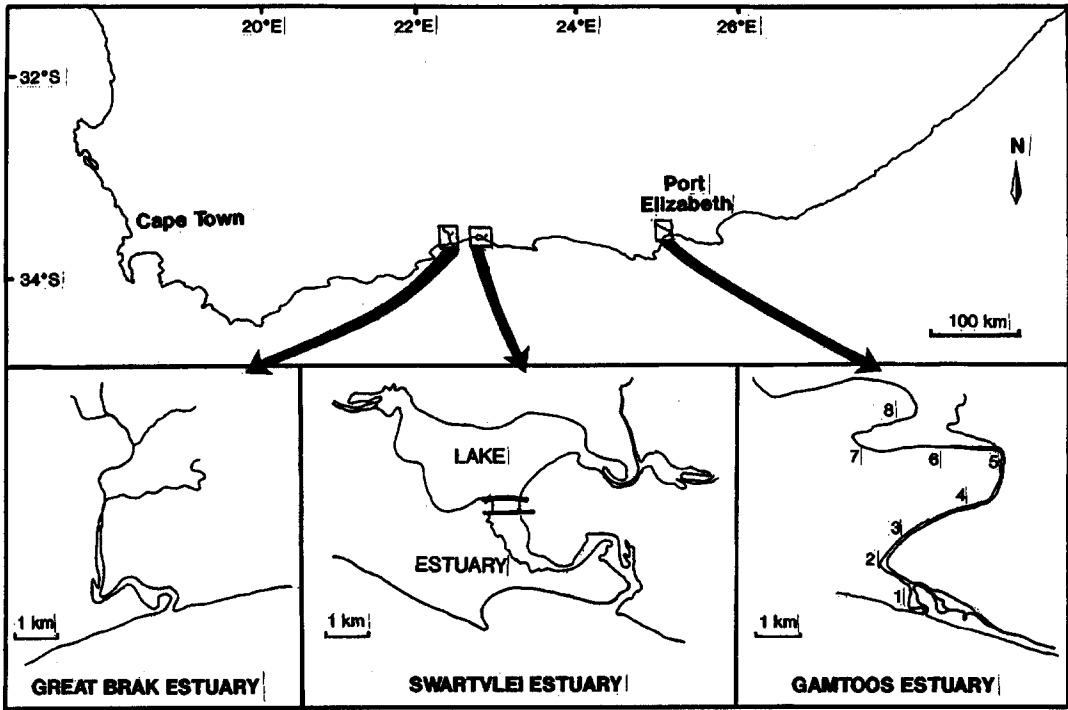 20°E
22°E
24°E
26°E
32°S
N
Port
Elizabeth
Cape Town
34°S
100 km
8
LAKE
7
6
5
4
3
ESTUARY
2
1
1 km
1 km
1 km
GREAT BRAK ESTUARY
SWARTVLEI ESTUARY
GAMTOOS ESTUARY